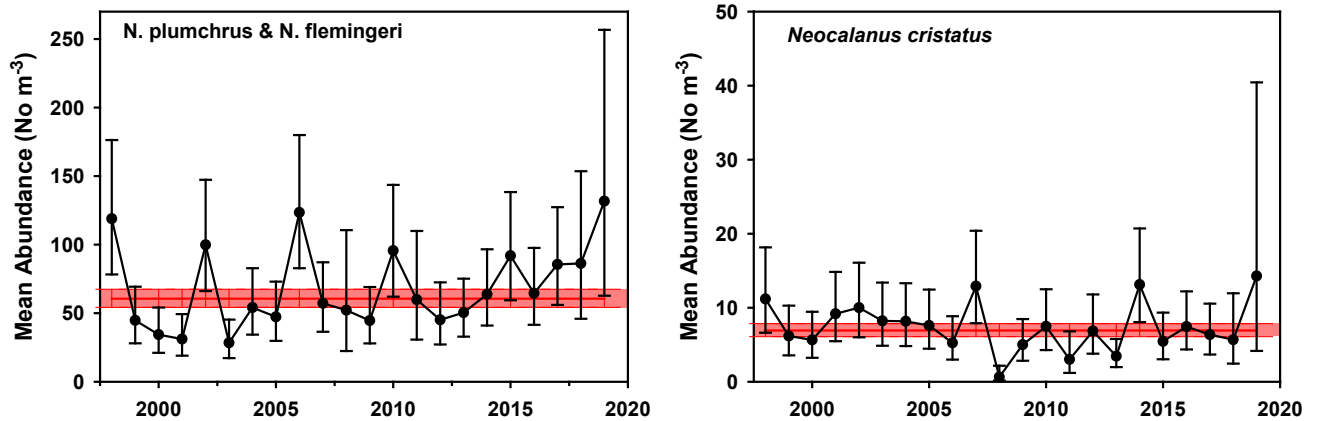 N. plumchrus & N. flemingeri
Mean Abundance (No m-3)
250
200
150
100
50
0
2000 2005 2010 2015 2020
Neocalanus cristatus
Mean Abundance (No m-3)
50
40
30
20
10
0
2000 2005 2010 2015 2020